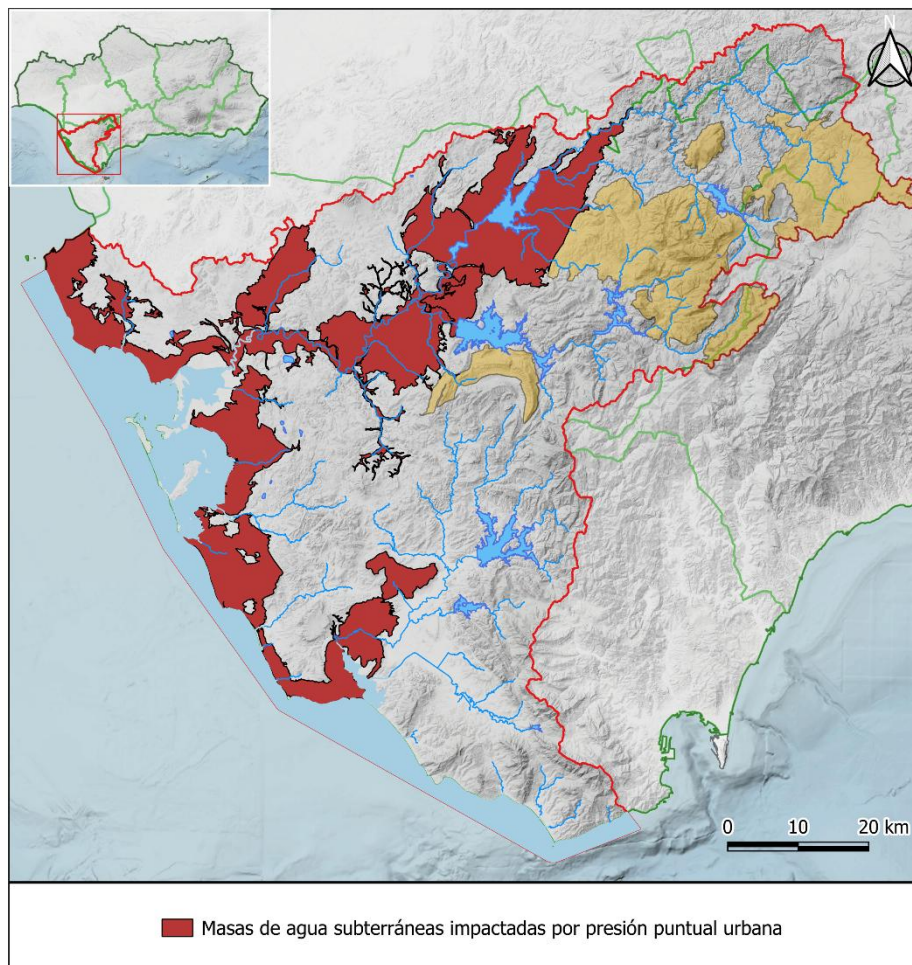 N
0 10 20 km
Masas de agua subterráneas impactadas por presión puntual urbana